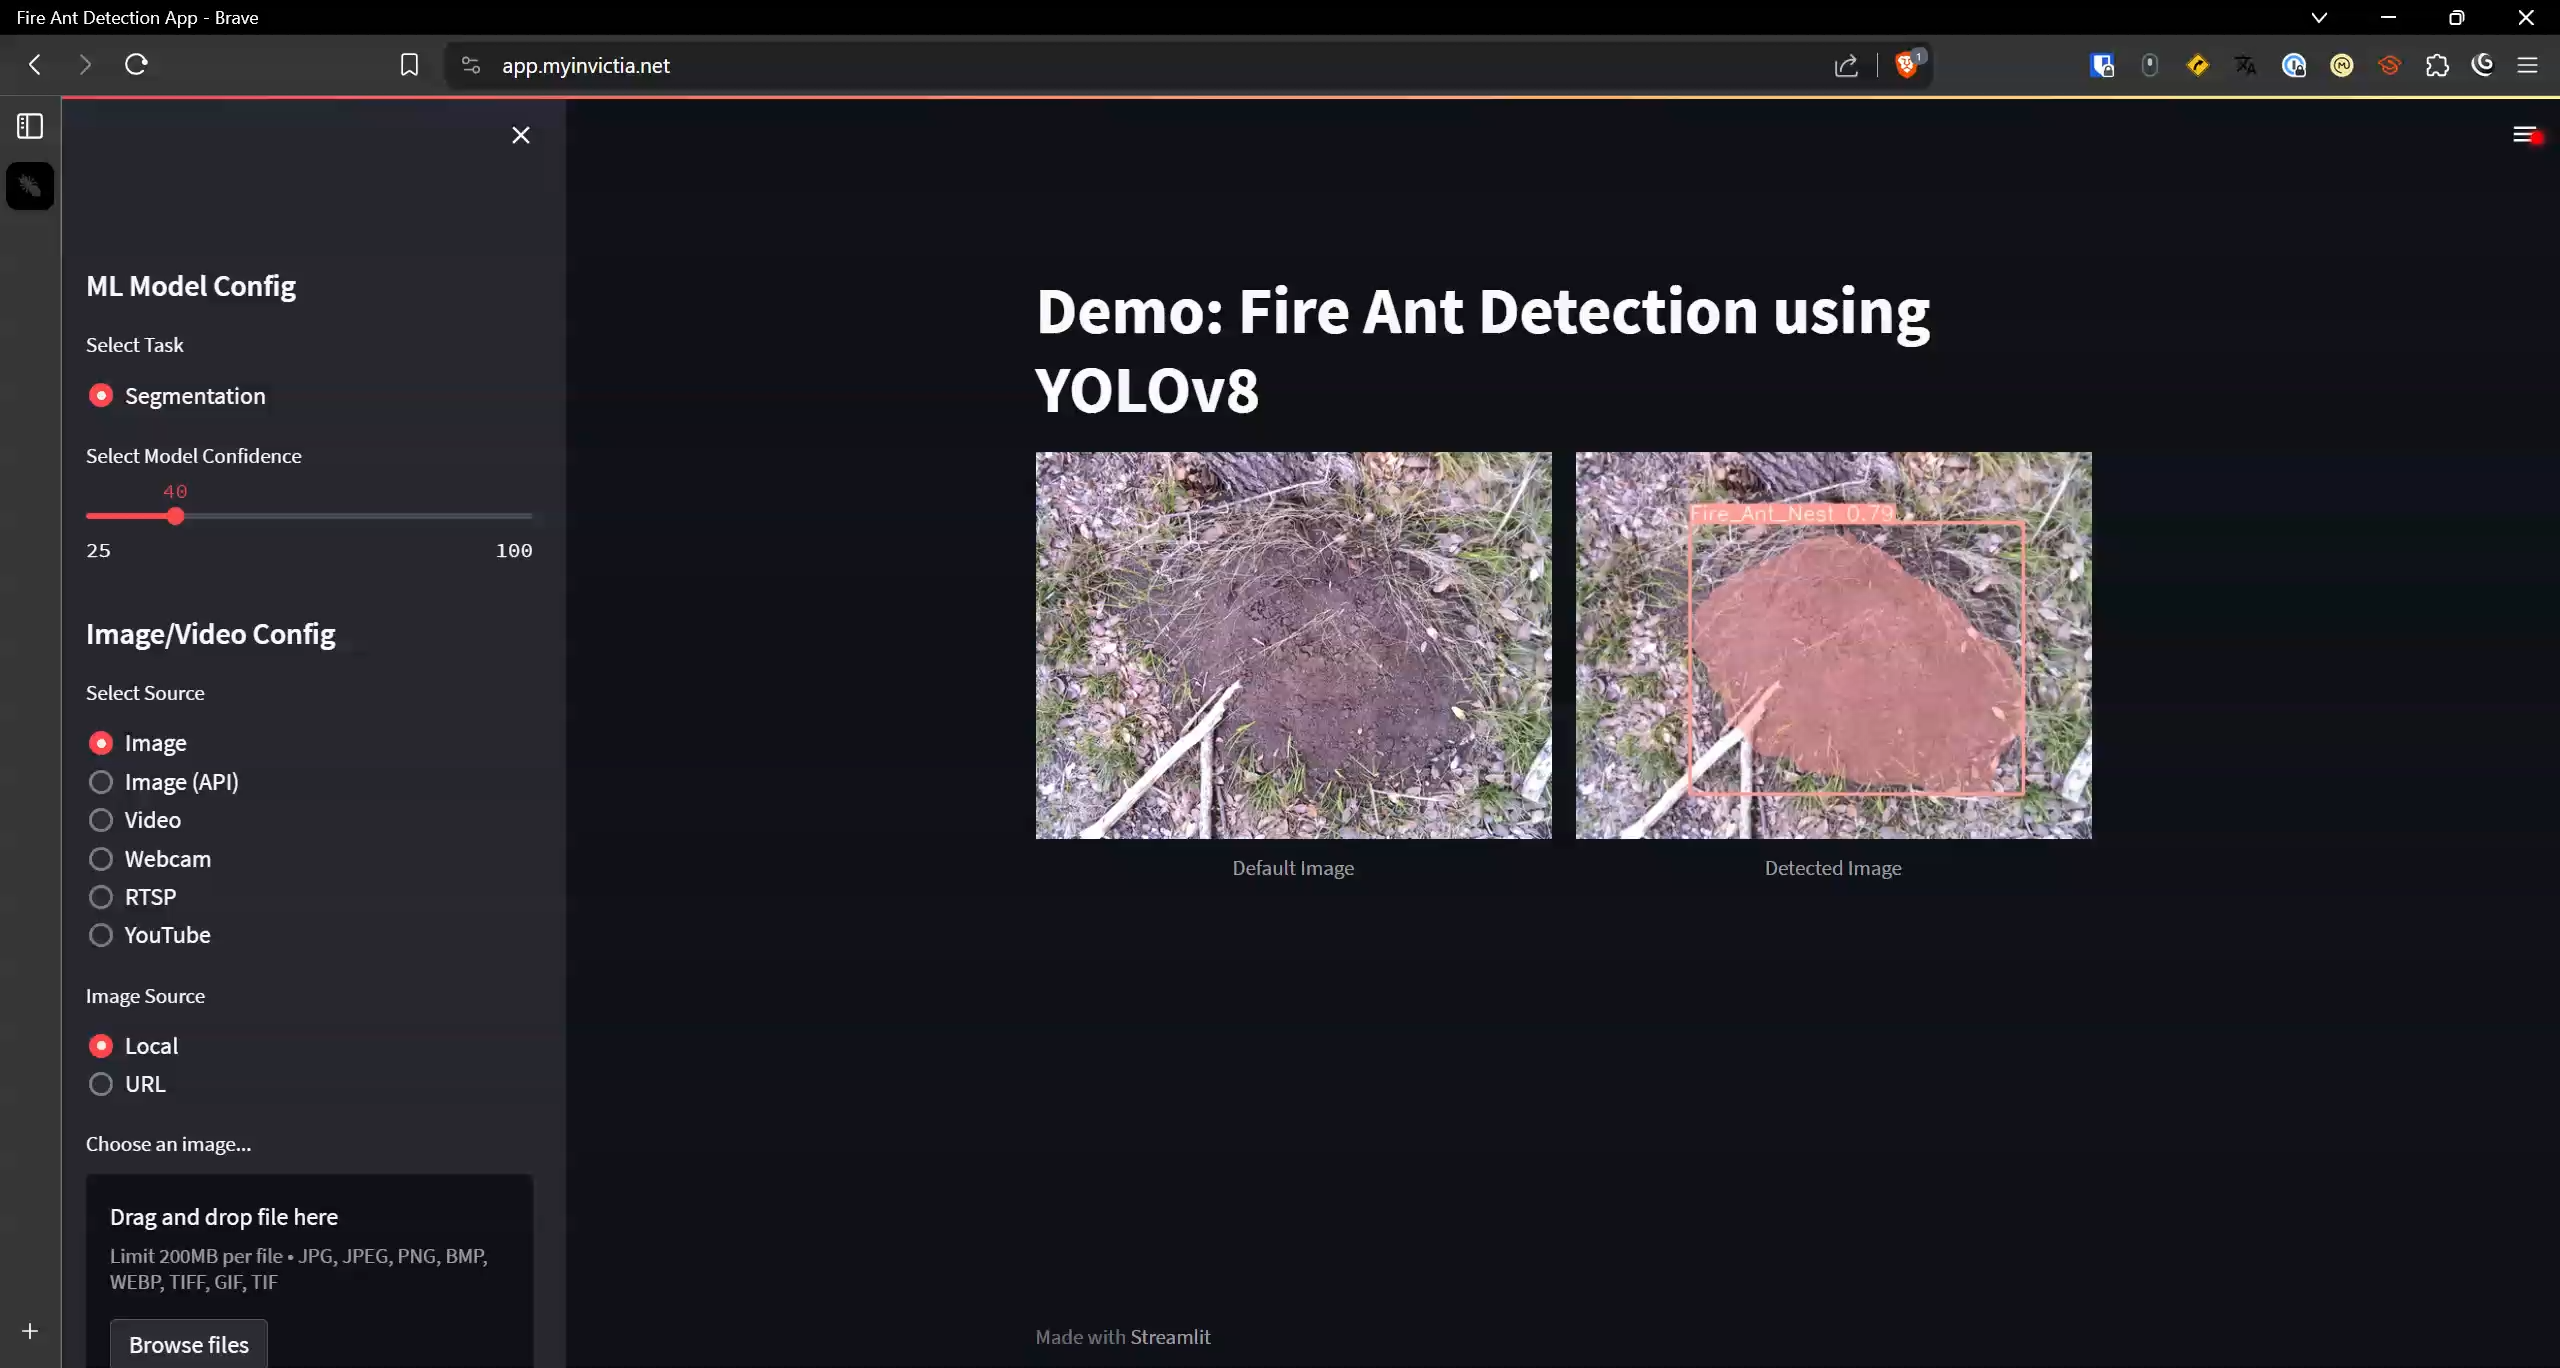 Fire Ant Detection App - Brave
app.myinvictia.net
1
ML Model Config
Select Task
Segmentation
Select Model Confidence
40
25
100
Image/Video Config
Select Source
Image
Image (API)
Video
Webcam
RTSP
YouTube
Image Source
Local
URL
Choose an image...
Drag and drop file here
Limit 200MB per file • JPG, JPEG, PNG, BMP,
WEBP, TIFF, GIF, TIF
Browse files
Demo: Fire Ant Detection using
YOLOv8
Fire_Ant_Nest 0.79
Default Image
Detected Image
Made with Streamlit